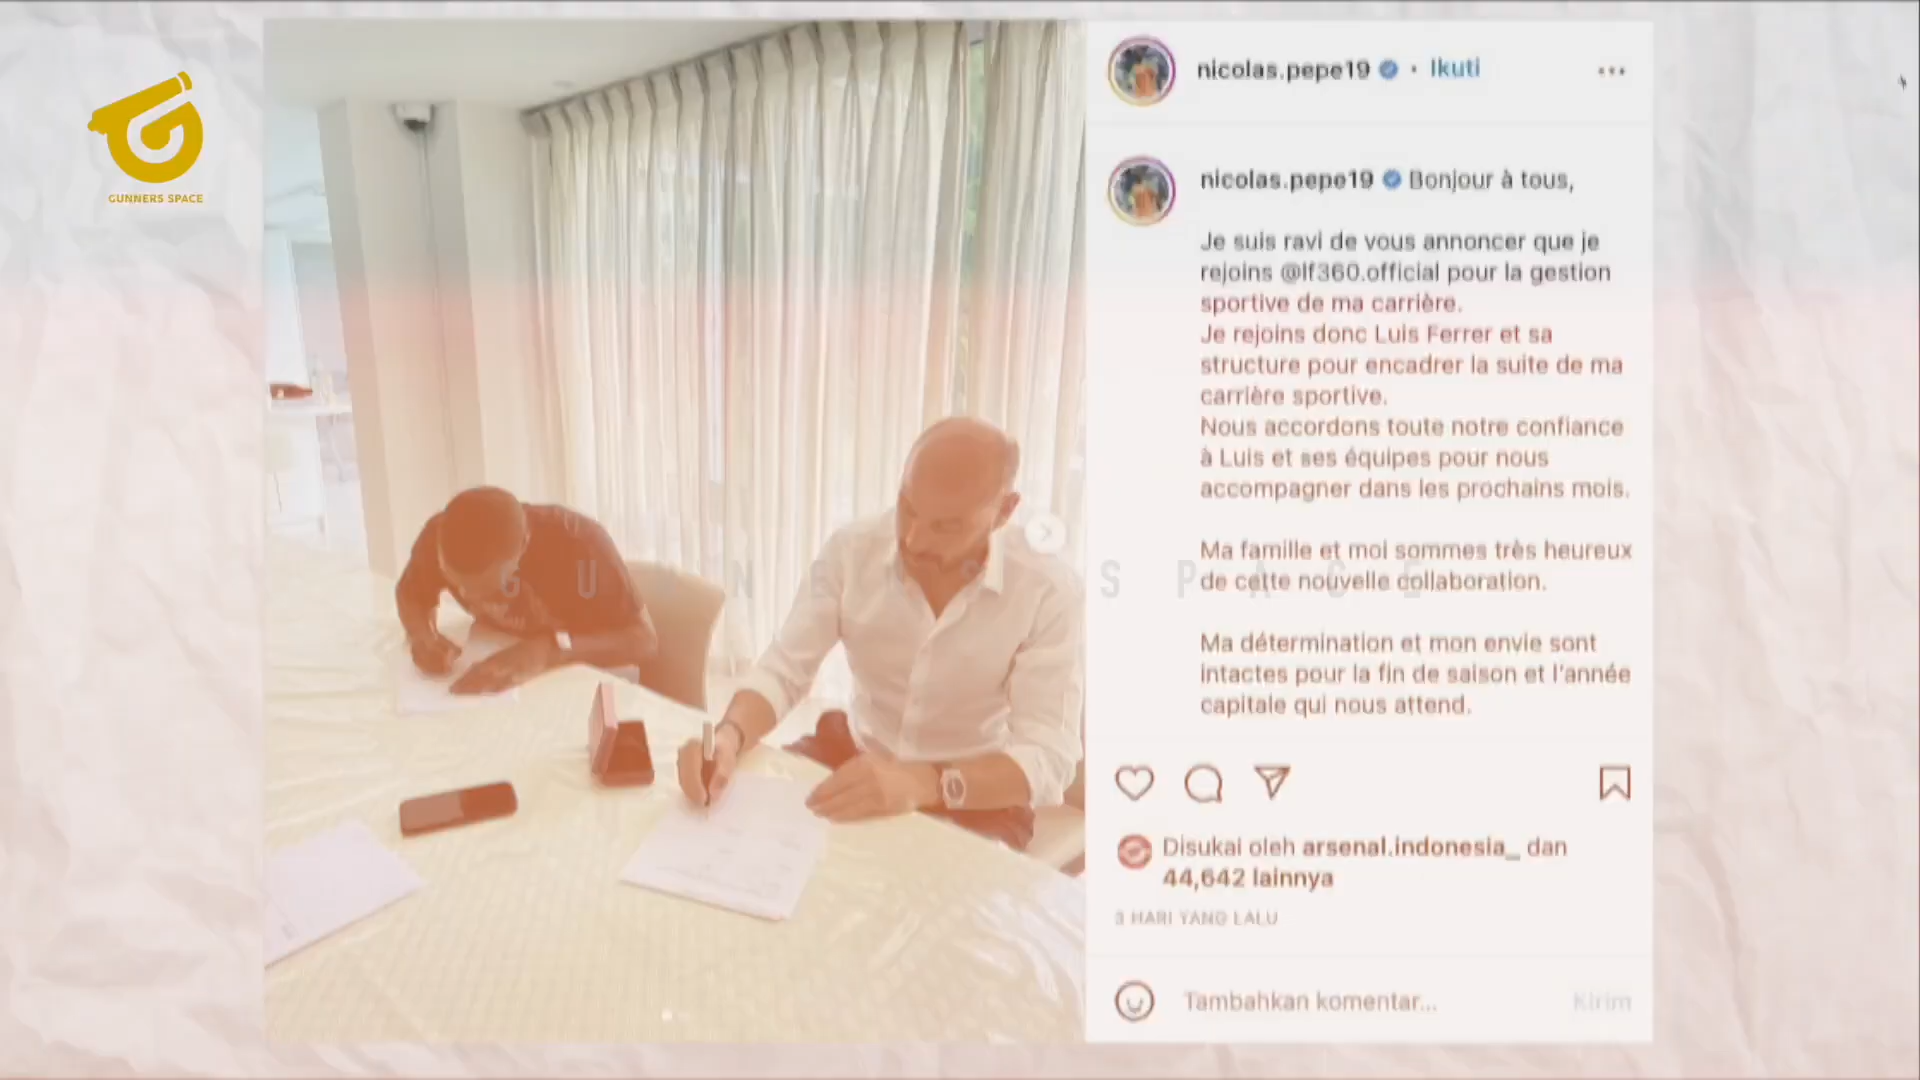 GUNNERS SPACE
nicolas.pepe19 • Ikuti
nicolas.pepe19 Bonjour à tous,
Je suis ravi de vous annoncer que je
rejoins @lf360.official pour la gestion
sportive de ma carrière.
Je rejoins donc Luis Ferrer et sa
structure pour encadrer la suite de ma
carrière sportive.
Nous accordons toute notre confiance
à Luis et ses équipes pour nous
accompagner dans les prochains mois.
Ma famille et moi sommes très heureux
de cette nouvelle collaboration.
Ma détermination et mon envie sont
intactes pour la fin de saison et l'année
capitale qui nous attend.
GUNNERS SPACE
Disukai oleh arsenal.indonesia_ dan
44,642 lainnya
3 HARI YANG LALU
Tambahkan komentar... Kirim